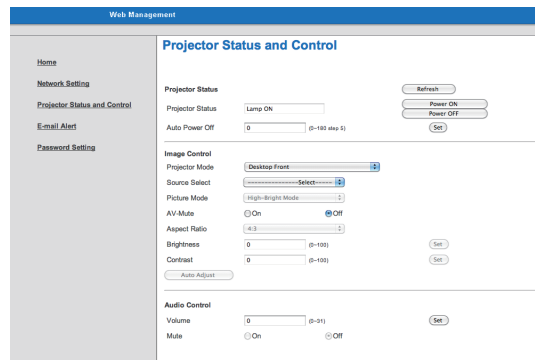 Web Management
Projector Status and Control
Home
Network Setting
Projector Status and Control
E-mail Alert
Password Setting
Projector Status
Refresh
Projector Status
Lamp ON
Power ON
Power OFF
Auto Power Off
0
(0-180 step 5)
Set
Image Control
Projector Mode
Desktop Front
Source Select
----------------Select-----
Picture Mode
High-Bright Mode
AV-Mute
On
Off
Aspect Ratio
4:3
Brightness
0
(0-100)
Set
Contrast
0
(0-100)
Set
Auto Adjust
Audio Control
Volume
0
(0-31)
Set
Mute
On
Off